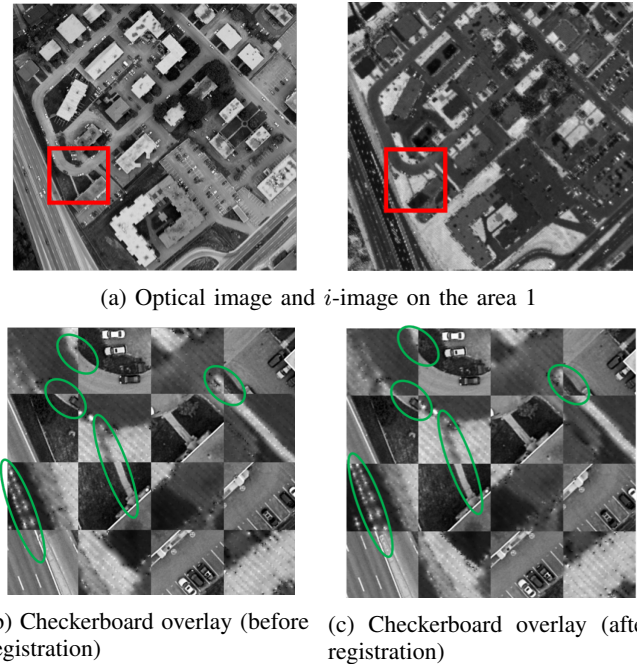 (a) Optical image and i-image on the area 1
) Checkerboard overlay (before
egistration)
(c) Checkerboard overlay (afte
registration)